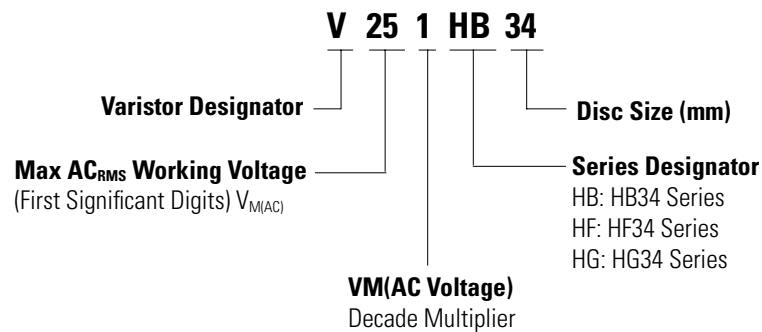 V 25 1 HB 34
Varistor Designator
Disc Size (mm)
Max ACRMS Working Voltage
(First Significant Digits) VM(AC)
Series Designator
HB: HB34 Series
HF: HF34 Series
HG: HG34 Series
VM(AC Voltage)
Decade Multiplier